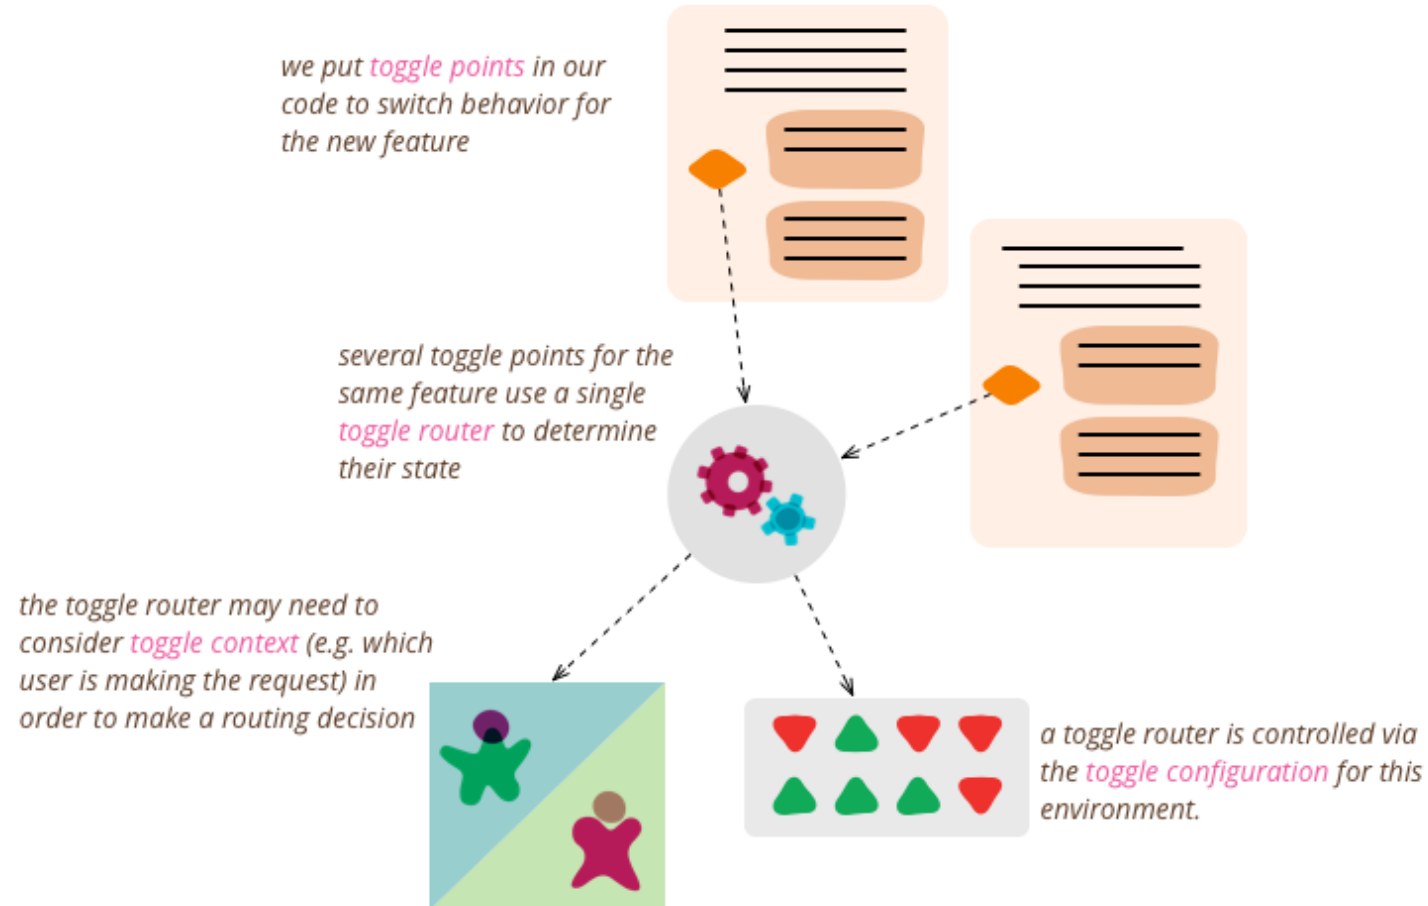 we put toggle points in our
code to switch behavior for
the new feature
several toggle points for the
same feature use a single
toggle router to determine
their state
the toggle router may need to
consider toggle context (e.g. which
user is making the request) in
order to make a routing decision
a toggle router is controlled via
the toggle configuration for this
environment.